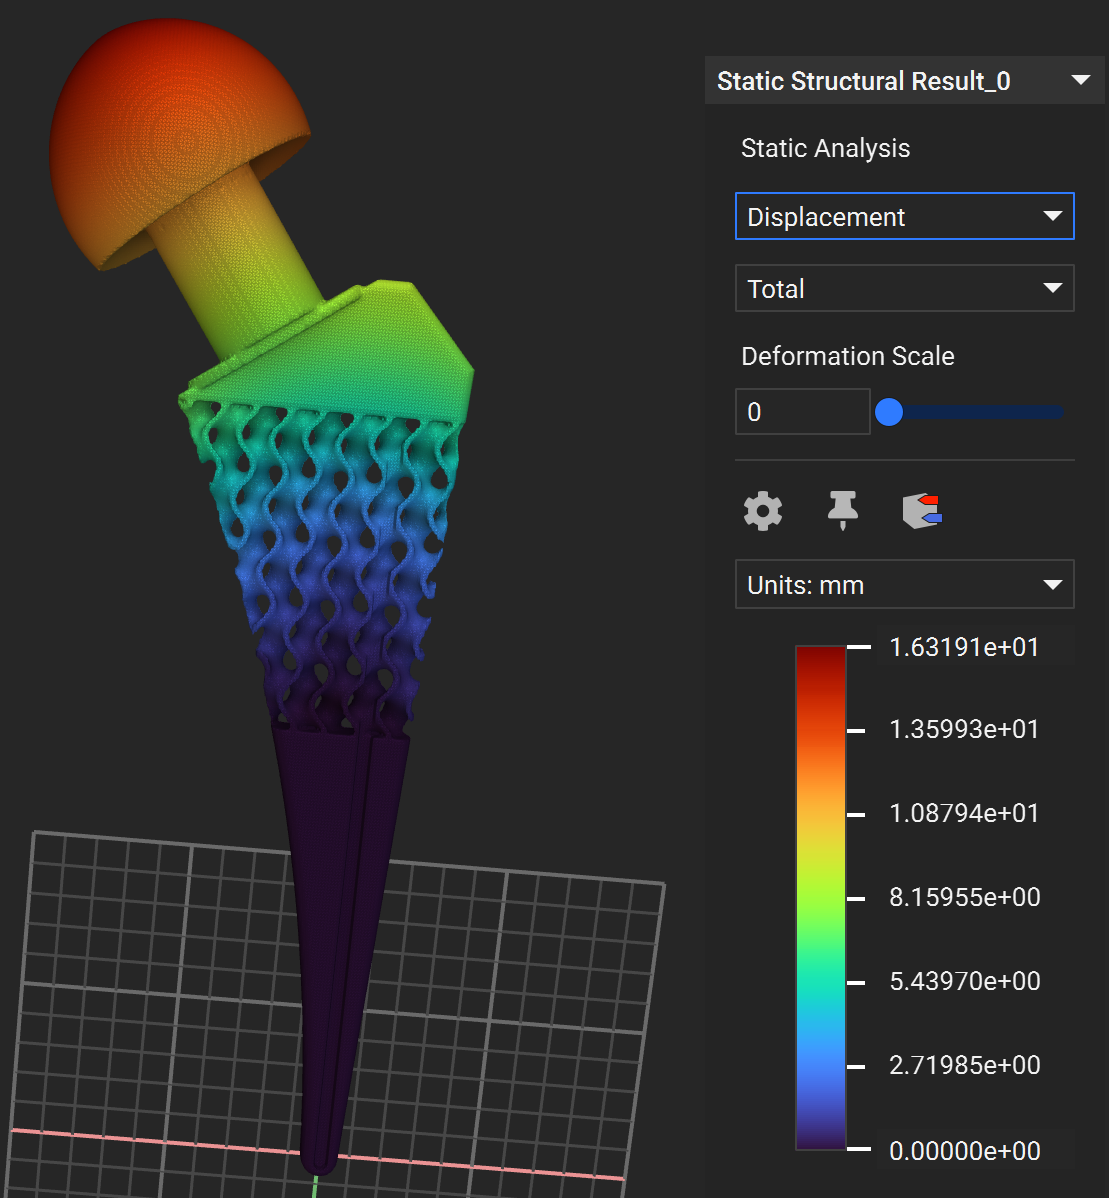 Static Structural Result_0
Static Analysis
Displacement
Total
Deformation Scale
0
Units: mm
1.63191e+01
1.35993e+01
1.08794e+01
8.15955e+00
5.43970e+00
2.71985e+00
0.00000e+00